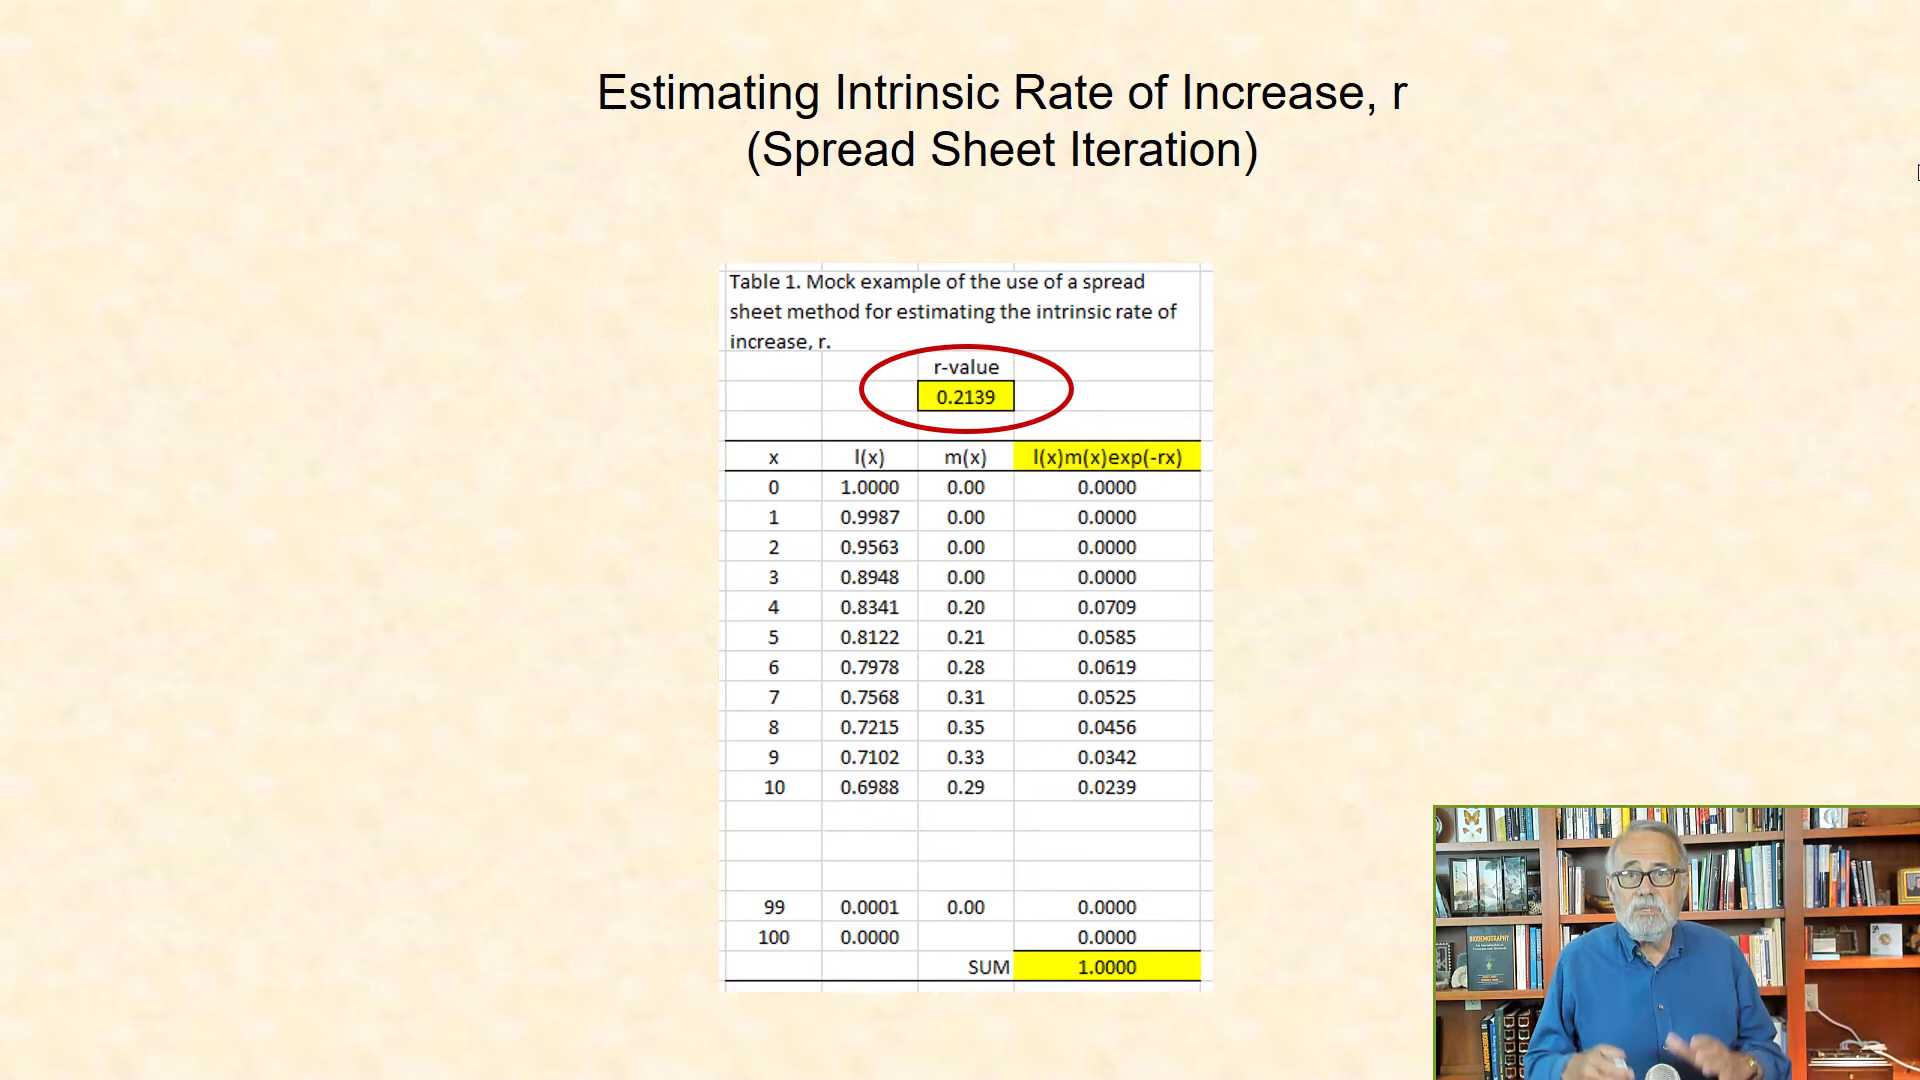 Estimating Intrinsic Rate of Increase, r
(Spread Sheet Iteration)
Table 1. Mock example of the use of a spread
sheet method for estimating the intrinsic rate of
increase, r.
r-value
0.2139
x l(x) m(x) l(x)m(x)exp(-rx)
0 1.0000 0.00 0.0000
1 0.9987 0.00 0.0000
2 0.9563 0.00 0.0000
3 0.8948 0.00 0.0000
4 0.8341 0.20 0.0709
5 0.8122 0.21 0.0585
6 0.7978 0.28 0.0619
7 0.7568 0.31 0.0525
8 0.7215 0.35 0.0456
9 0.7102 0.33 0.0342
10 0.6988 0.29 0.0239
99 0.0001 0.00 0.0000
100 0.0000 0.0000
SUM 1.0000
BIODEMOGRAPHY